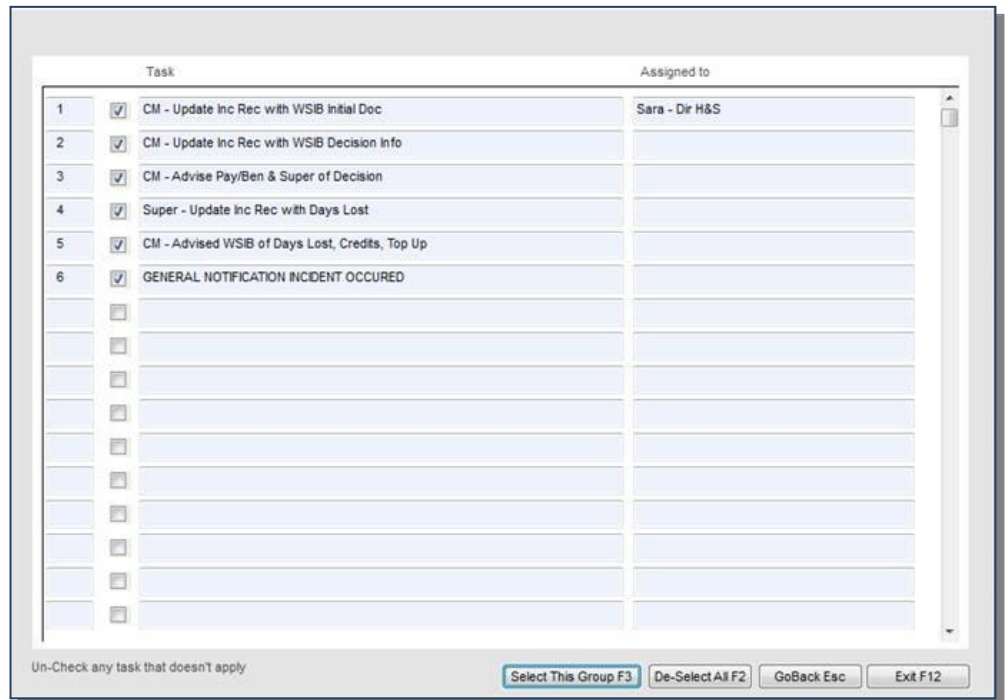 Task Assigned to
1 CM - Update Inc Rec with WSIB Initial Doc Sara - Dir H&S
2 CM - Update Inc Rec with WSIB Decision Info
3 CM - Advise Pay/Ben & Super of Decision
4 Super - Update Inc Rec with Days Lost
5 CM - Advised WSIB of Days Lost, Credits, Top Up
6 GENERAL NOTIFICATION INCIDENT OCCURED
Un-Check any task that doesn't apply
Select This Group F3 De-Select All F2 GoBack Esc Exit F12